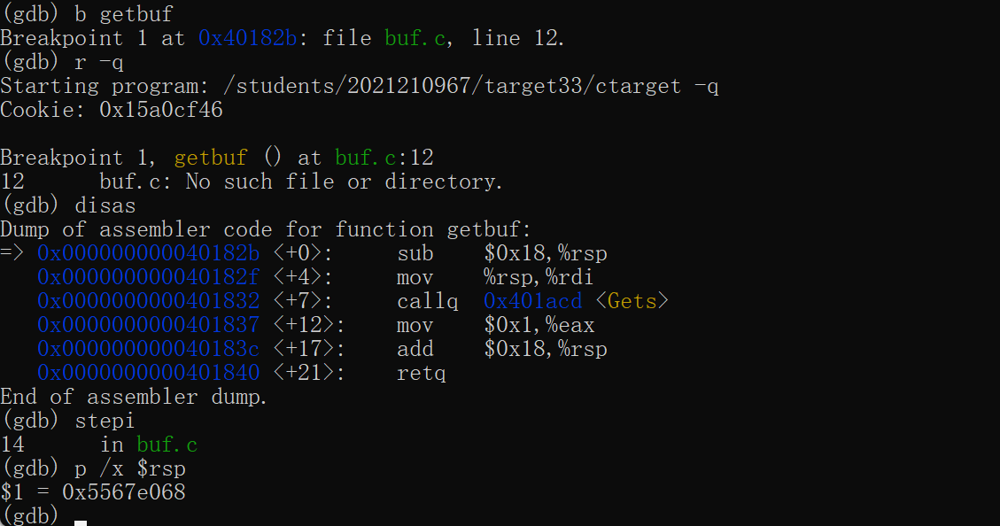 (gdb) b getbuf
Breakpoint 1 at 0x40182b: file buf.c, line 12.
(gdb) r -q
Starting program: /students/2021210967/target33/ctarget -q
Cookie: 0x15a0cf46
Breakpoint 1, getbuf () at buf.c:12
12      buf.c: No such file or directory.
(gdb) disas
Dump of assembler code for function getbuf:
=> 0x000000000040182b <+0>:     sub    $0x18,%rsp
   0x000000000040182f <+4>:     mov    %rsp,%rdi
   0x0000000000401832 <+7>:     callq  0x401acd <Gets>
   0x0000000000401837 <+12>:    mov    $0x1,%eax
   0x000000000040183c <+17>:    add    $0x18,%rsp
   0x0000000000401840 <+21>:    retq
End of assembler dump.
(gdb) stepi
14      in buf.c
(gdb) p /x $rsp
$1 = 0x5567e068
(gdb)